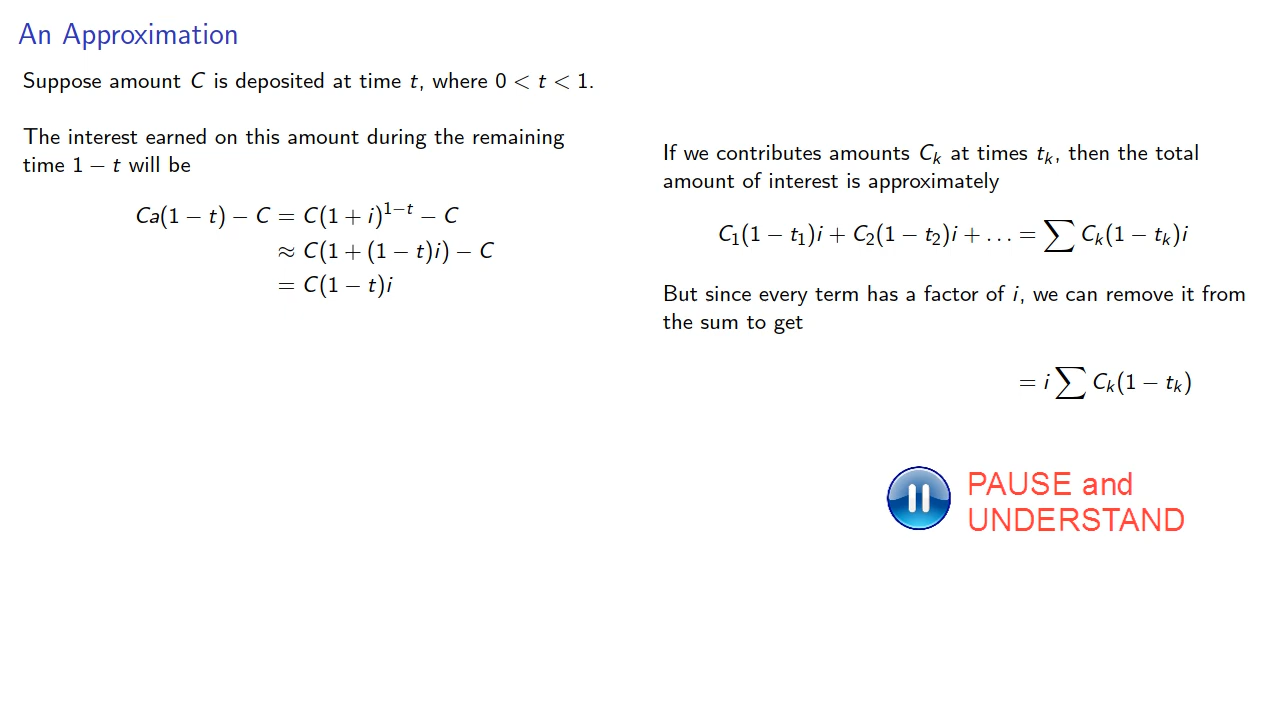 An Approximation
Suppose amount C is deposited at time t, where 0 < t < 1.
The interest earned on this amount during the remaining
time 1 − t will be
Ca(1 − t) − C = C(1 + i)^{1−t} − C
≈ C(1 + (1 − t)i) − C
= C(1 − t)i
If we contributes amounts C_k at times t_k, then the total
amount of interest is approximately
C_1(1 − t_1)i + C_2(1 − t_2)i + . . . = ∑ C_k(1 − t_k)i
But since every term has a factor of i, we can remove it from
the sum to get
= i ∑ C_k(1 − t_k)
PAUSE and
UNDERSTAND